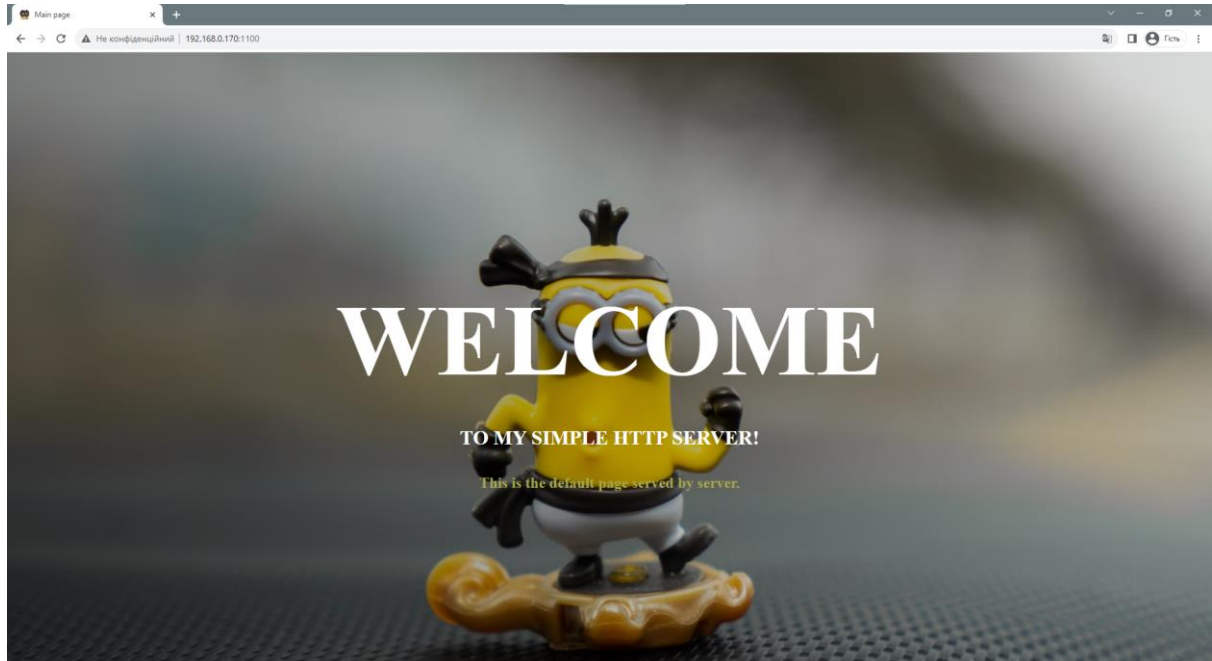 Main page
Не конфіденційний | 192.168.0.170:1100
Гість
WELCOME
TO MY SIMPLE HTTP SERVER!
This is the default page served by server.